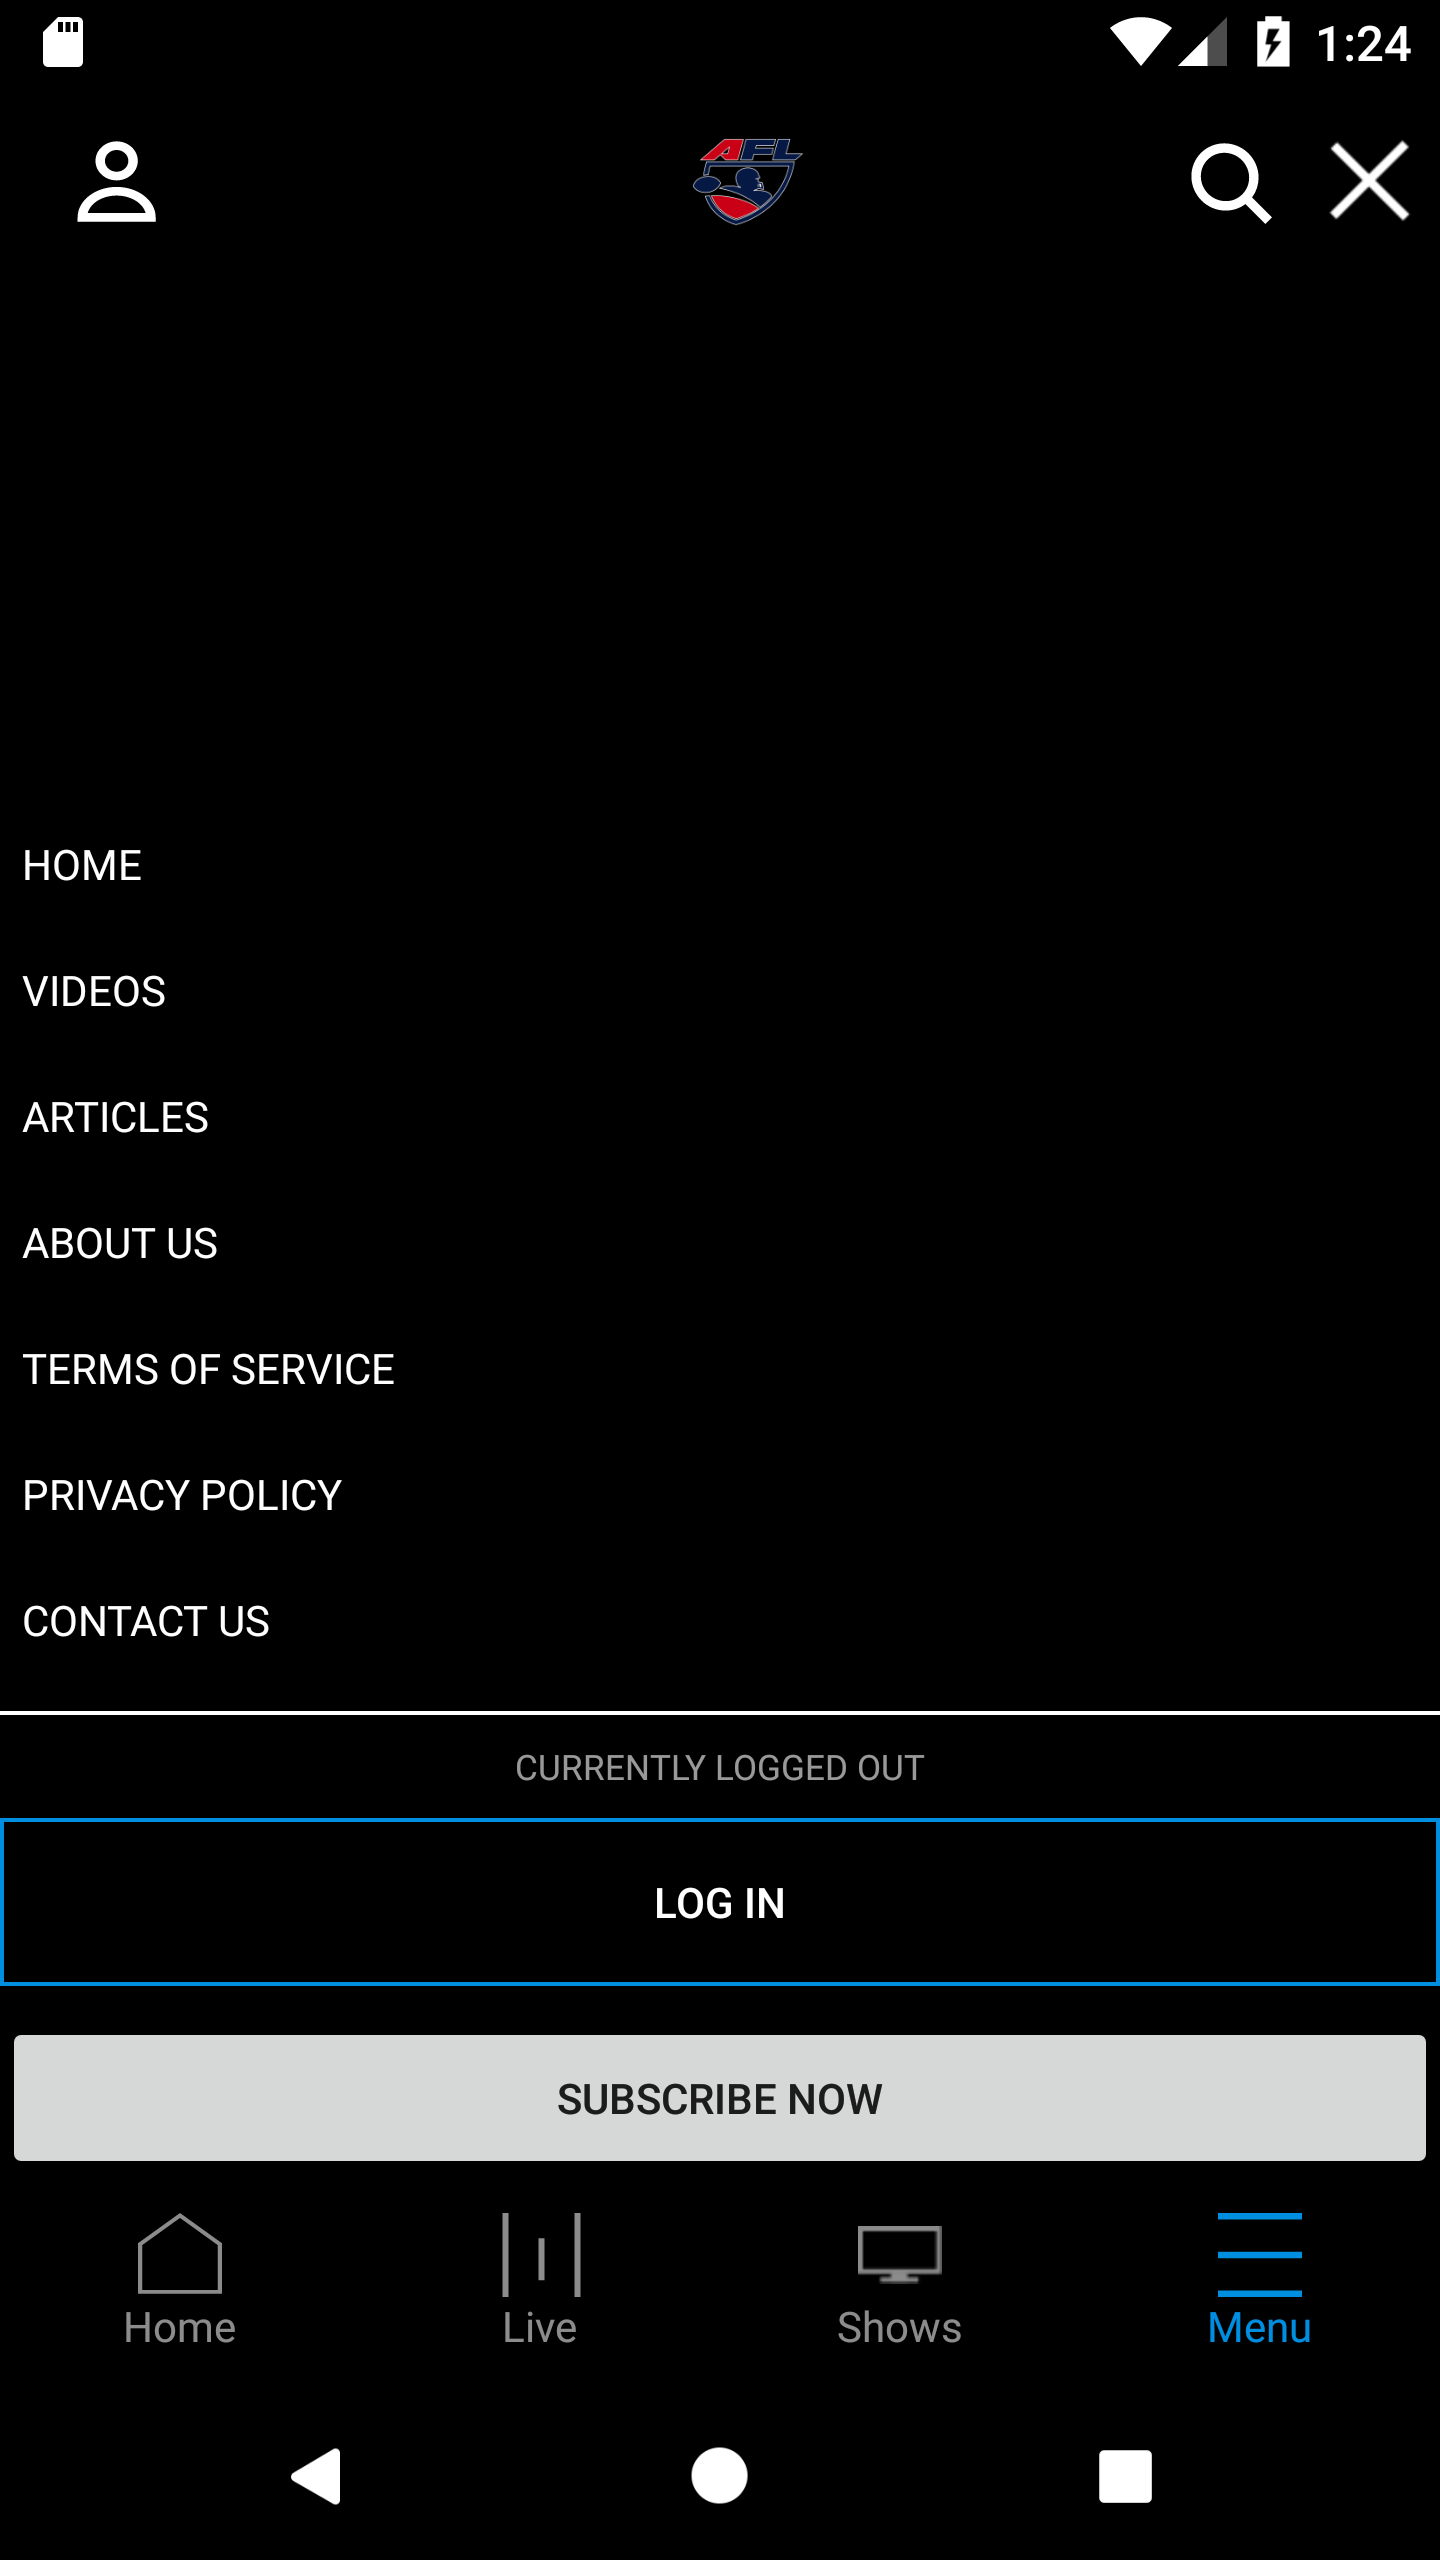 1:24
AFL
HOME
VIDEOS
ARTICLES
ABOUT US
TERMS OF SERVICE
PRIVACY POLICY
CONTACT US
CURRENTLY LOGGED OUT
LOG IN
SUBSCRIBE NOW
Home
Live
Shows
Menu